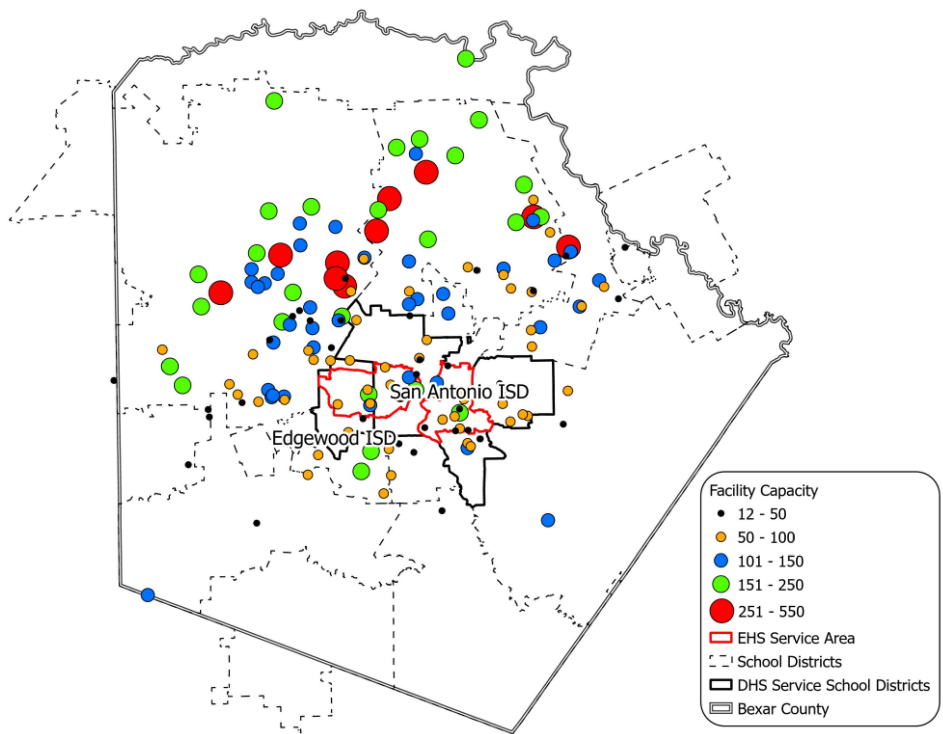 San Antonio ISD
Edgewood ISD
Facility Capacity
12 - 50
50 - 100
101 - 150
151 - 250
251 - 550
EHS Service Area
School Districts
DHS Service School Districts
Bexar County